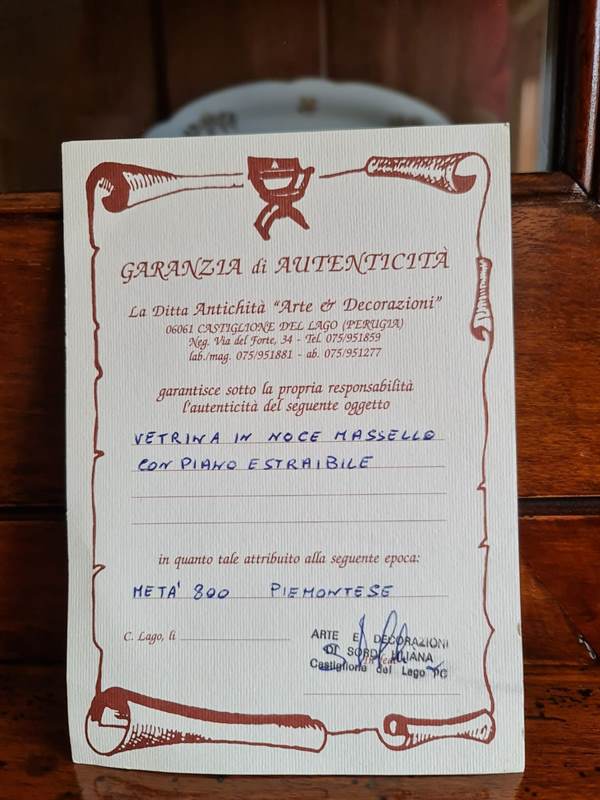 GARANZIA di AUTENTICITÀ
La Ditta Antichità "Arte & Decorazioni"
06061 CASTIGLIONE DEL LAGO (PERUGIA)
Neg. Via del Forte, 34 - Tel. 075/951859
lab./mag. 075/951881 - ab. 075/951277
garantisce sotto la propria responsabilità
l'autenticità del seguente oggetto
VETRINA IN NOCE MASSELLO
CON PIANO ESTRAIBILE
in quanto tale attribuito alla seguente epoca:
META' 800 PIEMONTESE
C. Lago, lì
ARTE E DECORAZIONI
DI SORDI LILIANA
Castiglione del Lago PG